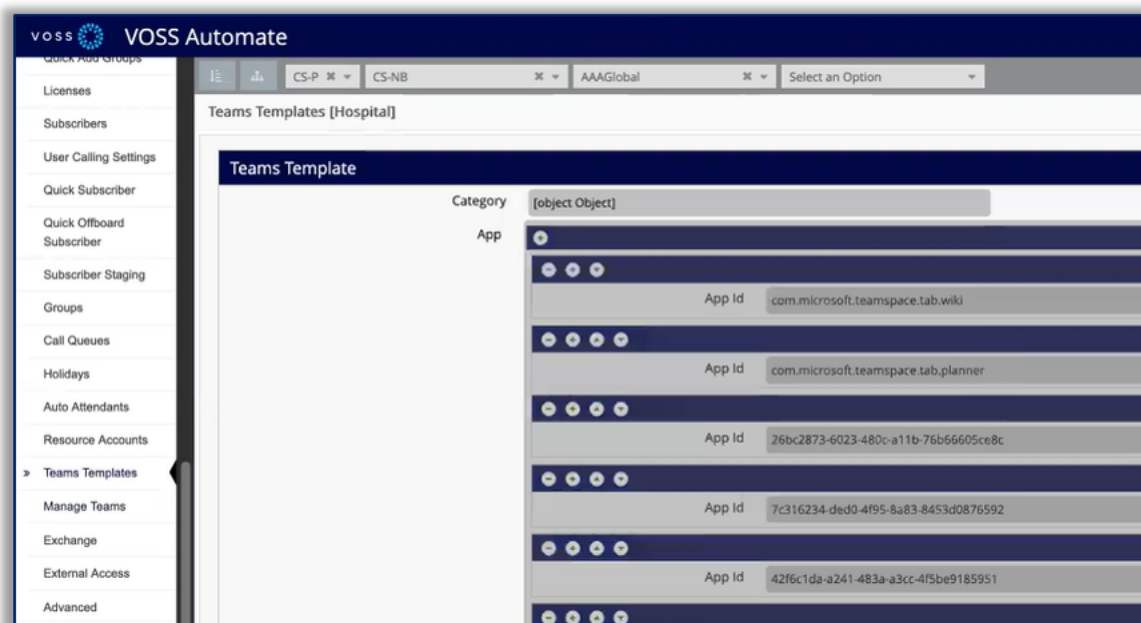 VOSS VOSS Automate
Quick Add Groups
Licenses
Subscribers
User Calling Settings
Quick Subscriber
Quick Offboard
Subscriber
Subscriber Staging
Groups
Call Queues
Holidays
Auto Attendants
Resource Accounts
» Teams Templates
Manage Teams
Exchange
External Access
Advanced
CS-P CS-NB AAAGlobal Select an Option
Teams Templates [Hospital]
Teams Template
Category [object Object]
App
App Id com.microsoft.teamspace.tab.wiki
App Id com.microsoft.teamspace.tab.planner
App Id 26bc2873-6023-480c-a11b-76b66605ce8c
App Id 7c316234-ded0-4f95-8a83-8453d0876592
App Id 42f6c1da-a241-483a-a3cc-4f5be9185951